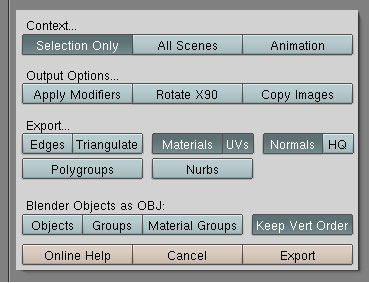 Context...
Selection Only All Scenes Animation
Output Options...
Apply Modifiers Rotate X90 Copy Images
Export...
Edges Triangulate Materials UVs Normals HQ
Polygroups Nurbs
Blender Objects as OBJ:
Objects Groups Material Groups Keep Vert Order
Online Help Cancel Export